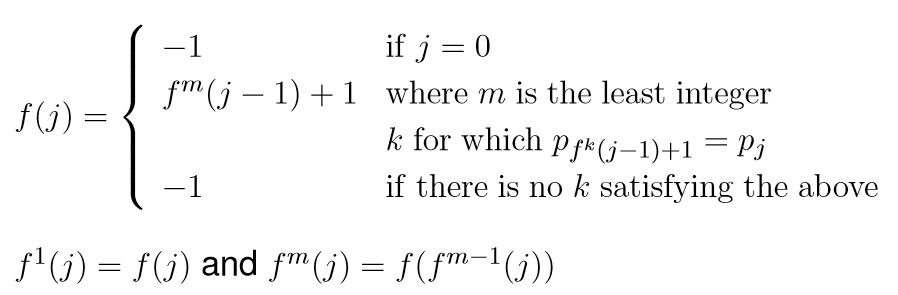 f(j) = { −1 if j = 0
f^m(j − 1) + 1 where m is the least integer
k for which p_{f^k(j−1)+1} = p_j
−1 if there is no k satisfying the above
f^1(j) = f(j) and f^m(j) = f(f^{m−1}(j))